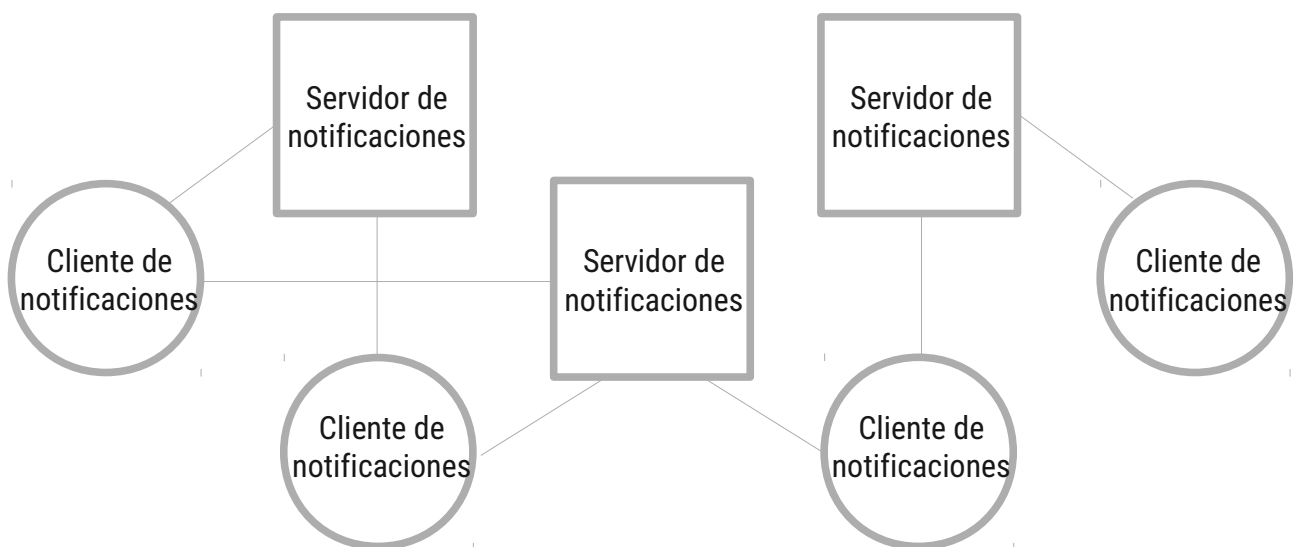 Servidor de
notificaciones
Servidor de
notificaciones
Cliente de
notificaciones
Servidor de
notificaciones
Cliente de
notificaciones
Cliente de
notificaciones
Cliente de
notificaciones